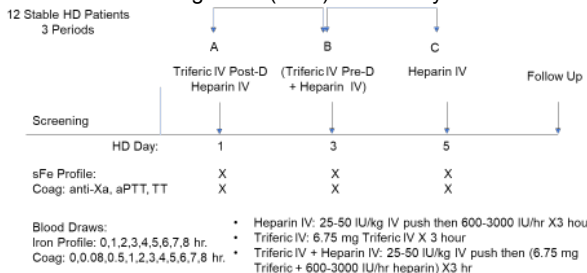 12 Stable HD Patients
3 Periods
A B C
Triferic IV Post-D
Heparin IV
(Triferic IV Pre-D
+ Heparin IV)
Heparin IV
Follow Up
Screening
HD Day: 1 3 5
sFe Profile: X X X
Coag: anti-Xa, aPTT, TT X X X
Blood Draws:
Iron Profile: 0,1,2,3,4,5,6,7,8 hr.
Coag: 0,0.08,0.5,1,2,3,4,5,6,7,8 hr.
• Heparin IV: 25-50 IU/kg IV push then 600-3000 IU/hr X3 hou
• Triferic IV: 6.75 mg Triferic IV X 3 hour
• Triferic IV + Heparin IV: 25-50 IU/kg IV push then (6.75 mg
Triferic + 600-3000 IU/hr heparin) X3 hr